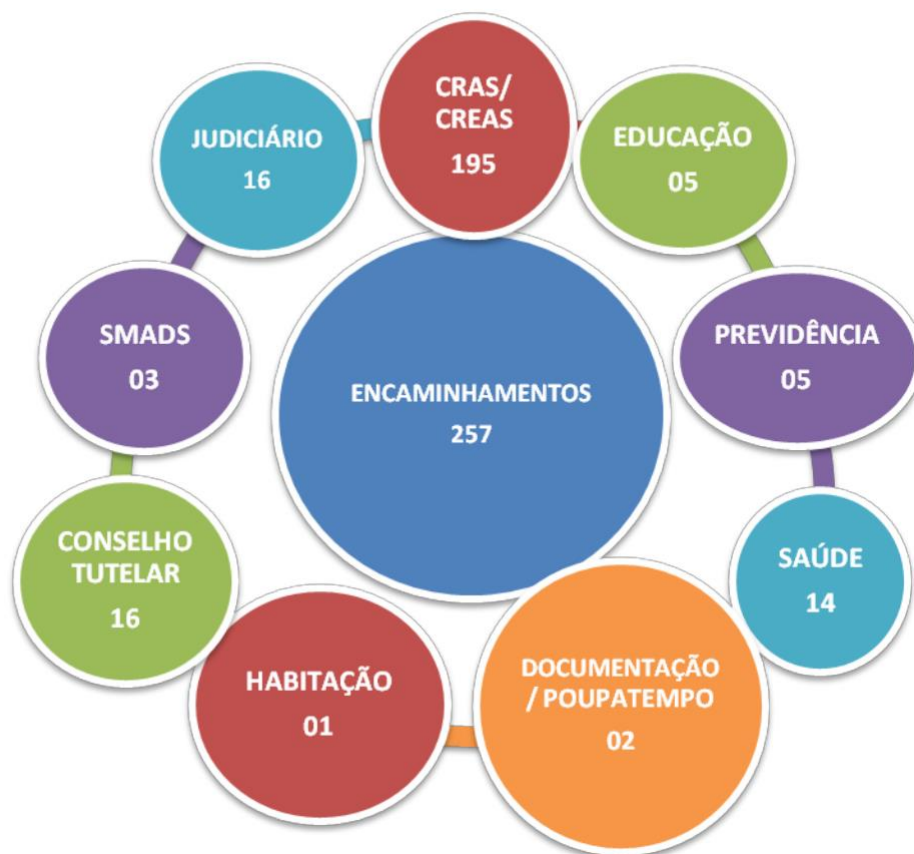 CRAS/
CREAS
195
EDUCAÇÃO
05
PREVIDÊNCIA
05
SAÚDE
14
DOCUMENTAÇÃO
/ POUPATEMPO
02
HABITAÇÃO
01
CONSELHO
TUTELAR
16
SMADS
03
JUDICIÁRIO
16
ENCAMINHAMENTOS
257